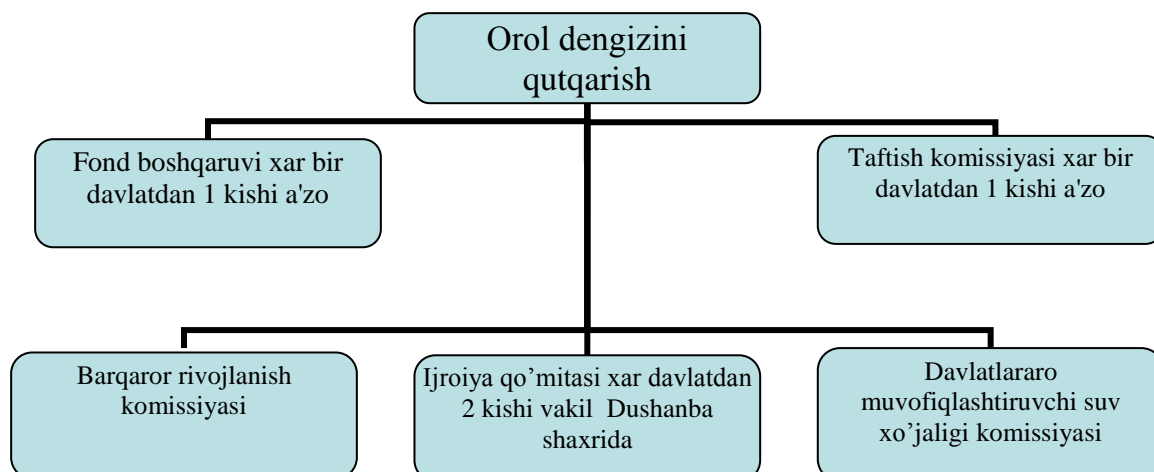 Orol dengizini
qutqarish
Fond boshqaruvi xar bir
davlatdan 1 kishi a'zo
Taftish komissiyasi xar bir
davlatdan 1 kishi a'zo
Barqaror rivojlanish
komissiyasi
Ijroiya qo’mitasi xar davlatdan
2 kishi vakil Dushanba
shaxrida
Davlatlararo
muvofiqlashtiruvchi suv
xo’jaligi komissiyasi